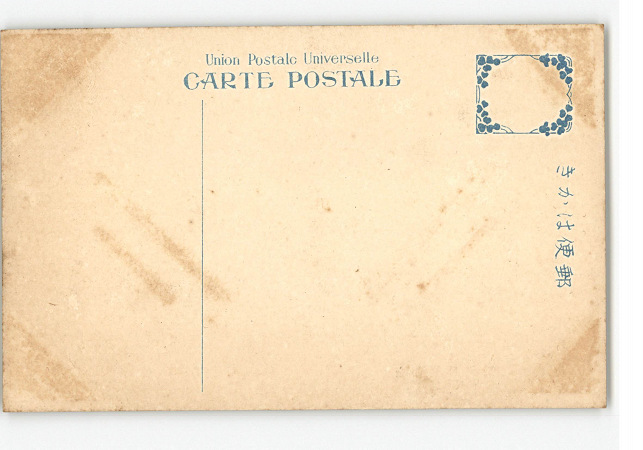 Union Postale Universelle
CARTE POSTALE
郵便はかき